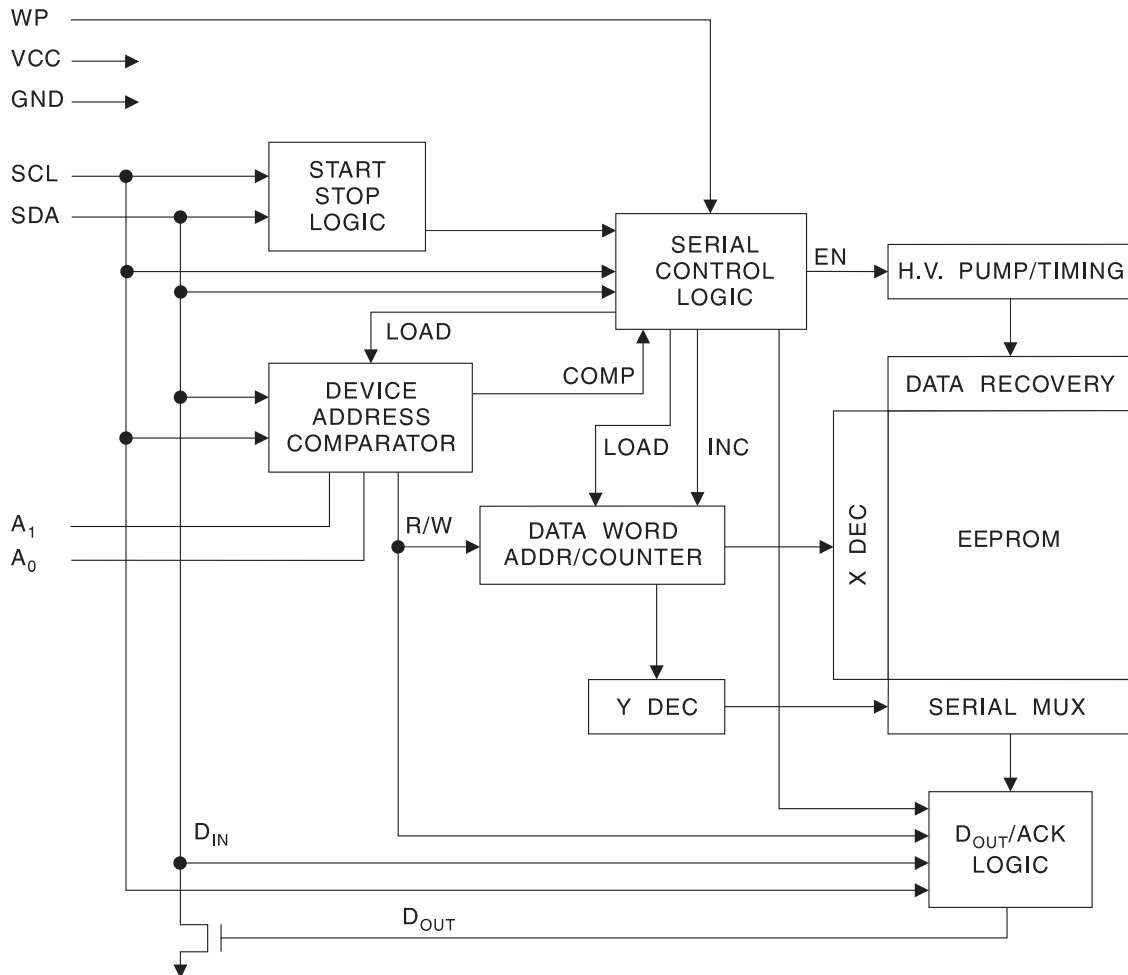 WP
VCC
GND
SCL
SDA
START
STOP
LOGIC
SERIAL
CONTROL
LOGIC
EN
H.V. PUMP/TIMING
LOAD
COMP
DATA RECOVERY
DEVICE
ADDRESS
COMPARATOR
LOAD
INC
A1
A0
R/W
DATA WORD
ADDR/COUNTER
X DEC
EEPROM
Y DEC
SERIAL MUX
DIN
DOUT/ACK
LOGIC
DOUT